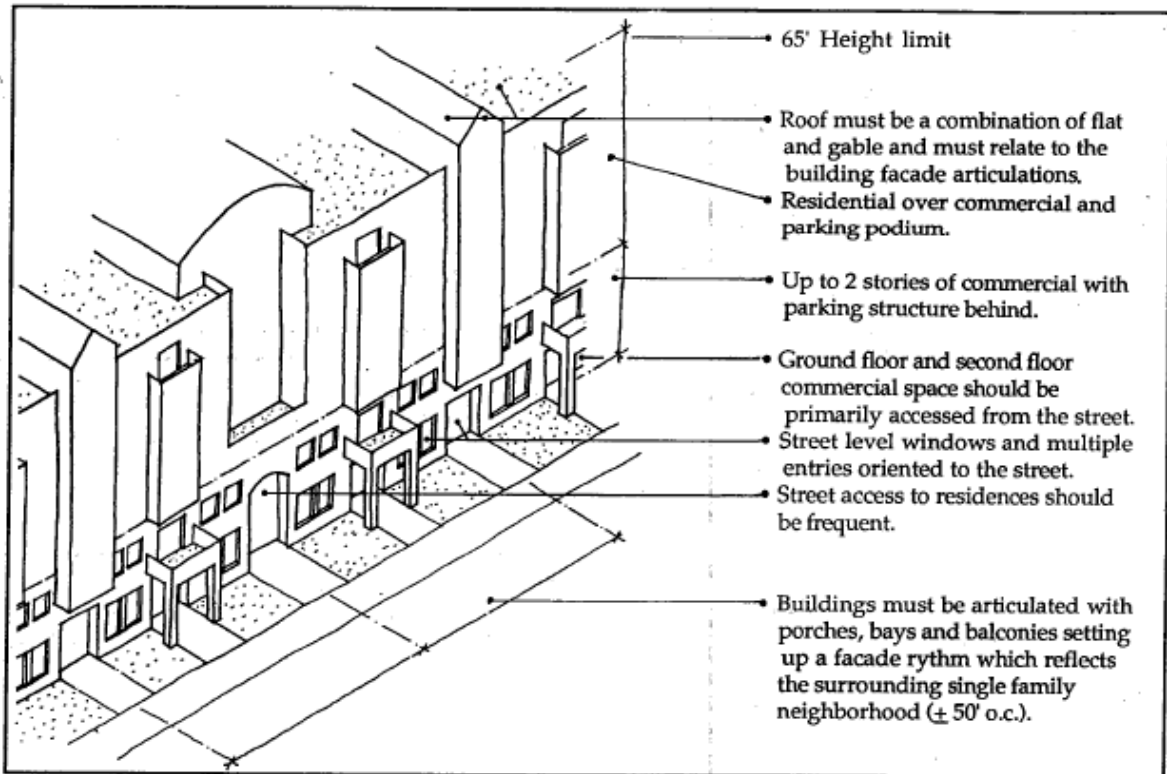 65' Height limit
Roof must be a combination of flat
and gable and must relate to the
building facade articulations.
Residential over commercial and
parking podium.
Up to 2 stories of commercial with
parking structure behind.
Ground floor and second floor
commercial space should be
primarily accessed from the street.
Street level windows and multiple
entries oriented to the street.
Street access to residences should
be frequent.
Buildings must be articulated with
porches, bays and balconies setting
up a facade rythm which reflects
the surrounding single family
neighborhood (± 50' o.c.).